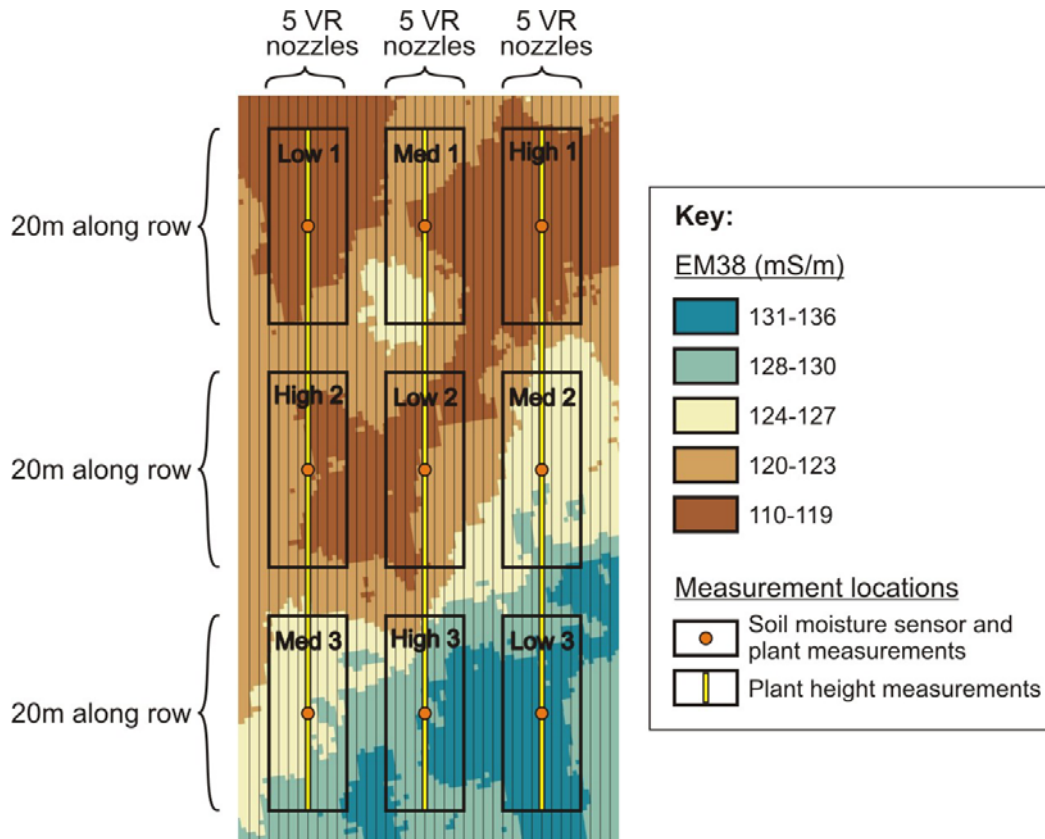 5 VR
nozzles
5 VR
nozzles
5 VR
nozzles
20m along row
Low 1
Med 1
High 1
20m along row
High 2
Low 2
Med 2
20m along row
Med 3
High 3
Low 3
Key:
EM38 (mS/m)
131-136
128-130
124-127
120-123
110-119
Measurement locations
Soil moisture sensor and
plant measurements
Plant height measurements